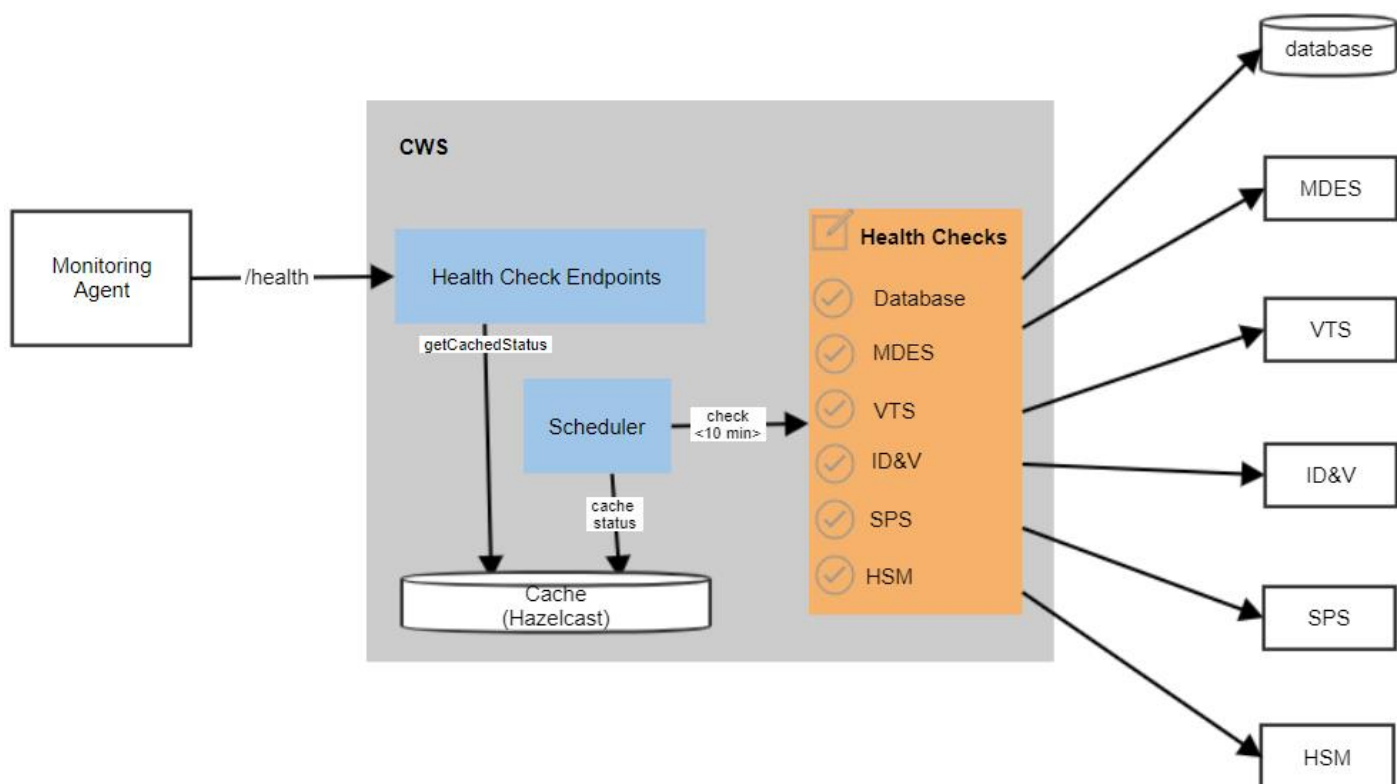 database
CWS
MDES
Monitoring
Agent
/health
Health Check Endpoints
Health Checks
Database
getCachedStatus
MDES
VTS
Scheduler
check
<10 min>
VTS
ID&V
ID&V
cache
status
SPS
HSM
Cache
(Hazelcast)
SPS
HSM